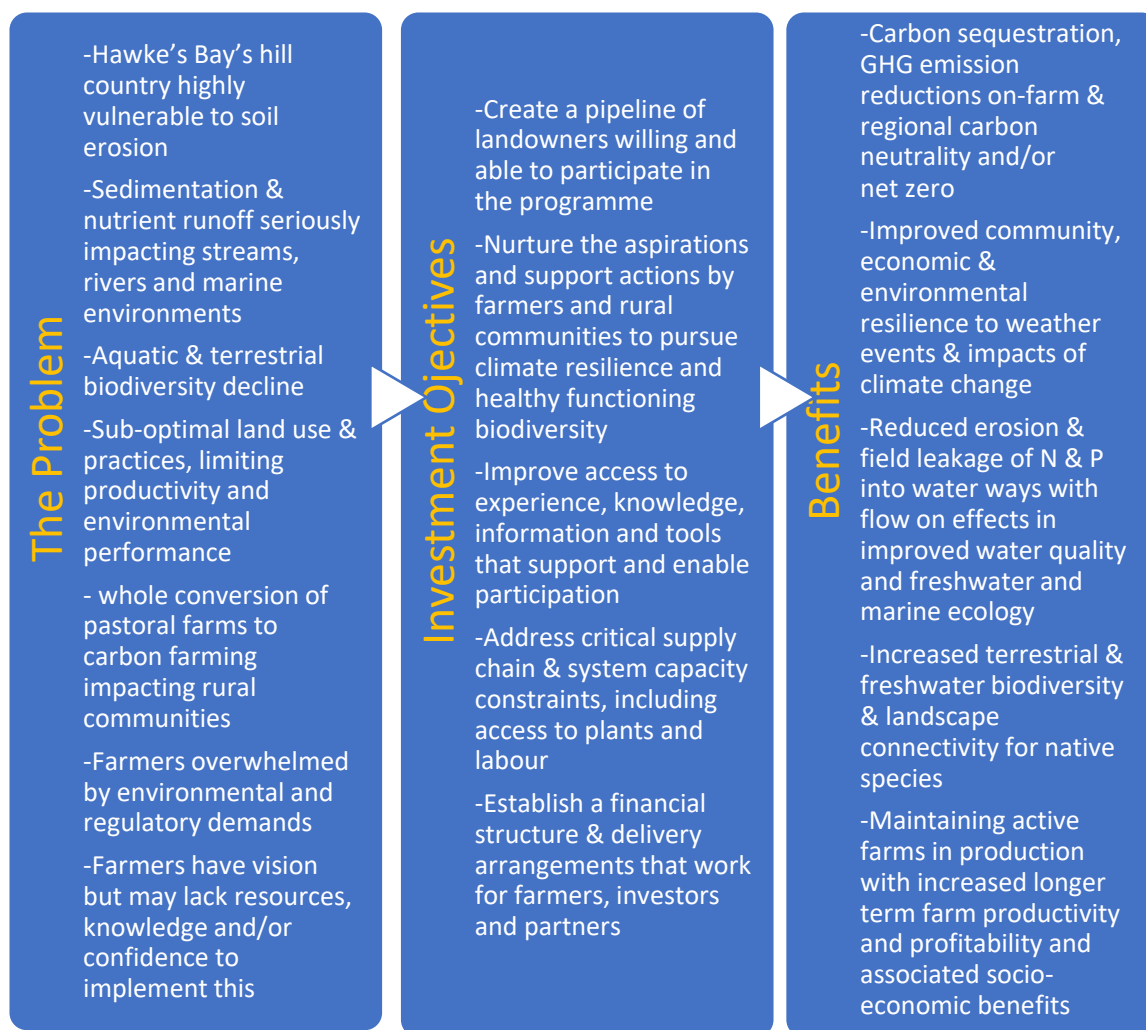 The Problem
-Hawke’s Bay’s hill
country highly
vulnerable to soil
erosion
-Sedimentation &
nutrient runoff seriously
impacting streams,
rivers and marine
environments
-Aquatic & terrestrial
biodiversity decline
-Sub-optimal land use &
practices, limiting
productivity and
environmental
performance
- whole conversion of
pastoral farms to
carbon farming
impacting rural
communities
-Farmers overwhelmed
by environmental and
regulatory demands
-Farmers have vision
but may lack resources,
knowledge and/or
confidence to
implement this
Investment Ojectives
-Create a pipeline of
landowners willing and
able to participate in
the programme
-Nurture the aspirations
and support actions by
farmers and rural
communities to pursue
climate resilience and
healthy functioning
biodiversity
-Improve access to
experience, knowledge,
information and tools
that support and enable
participation
-Address critical supply
chain & system capacity
constraints, including
access to plants and
labour
-Establish a financial
structure & delivery
arrangements that work
for farmers, investors
and partners
Benefits
-Carbon sequestration,
GHG emission
reductions on-farm &
regional carbon
neutrality and/or
net zero
-Improved community,
economic &
environmental
resilience to weather
events & impacts of
climate change
-Reduced erosion &
field leakage of N & P
into water ways with
flow on effects in
improved water quality
and freshwater and
marine ecology
-Increased terrestrial &
freshwater biodiversity
& landscape
connectivity for native
species
-Maintaining active
farms in production
with increased longer
term farm productivity
and profitability and
associated socio-
economic benefits